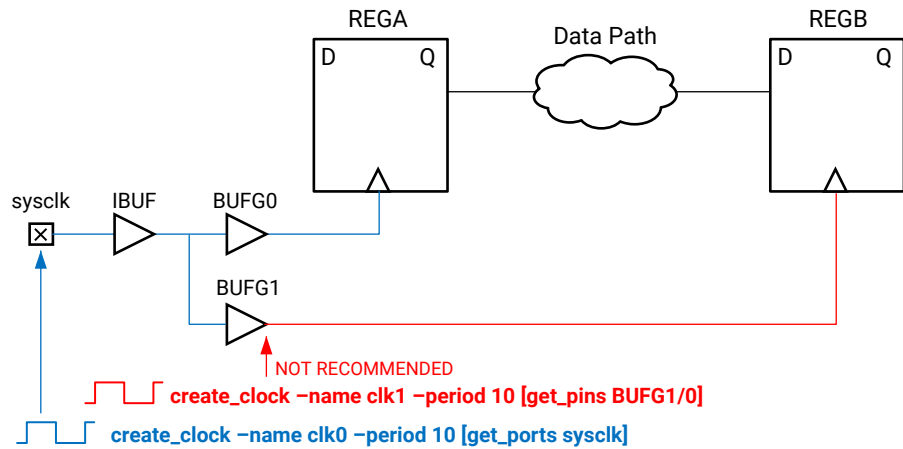 REGA
REGB
Data Path
D Q
D Q
sysclk
IBUF
BUFG0
BUFG1
NOT RECOMMENDED
create_clock –name clk1 –period 10 [get_pins BUFG1/0]
create_clock –name clk0 –period 10 [get_ports sysclk]